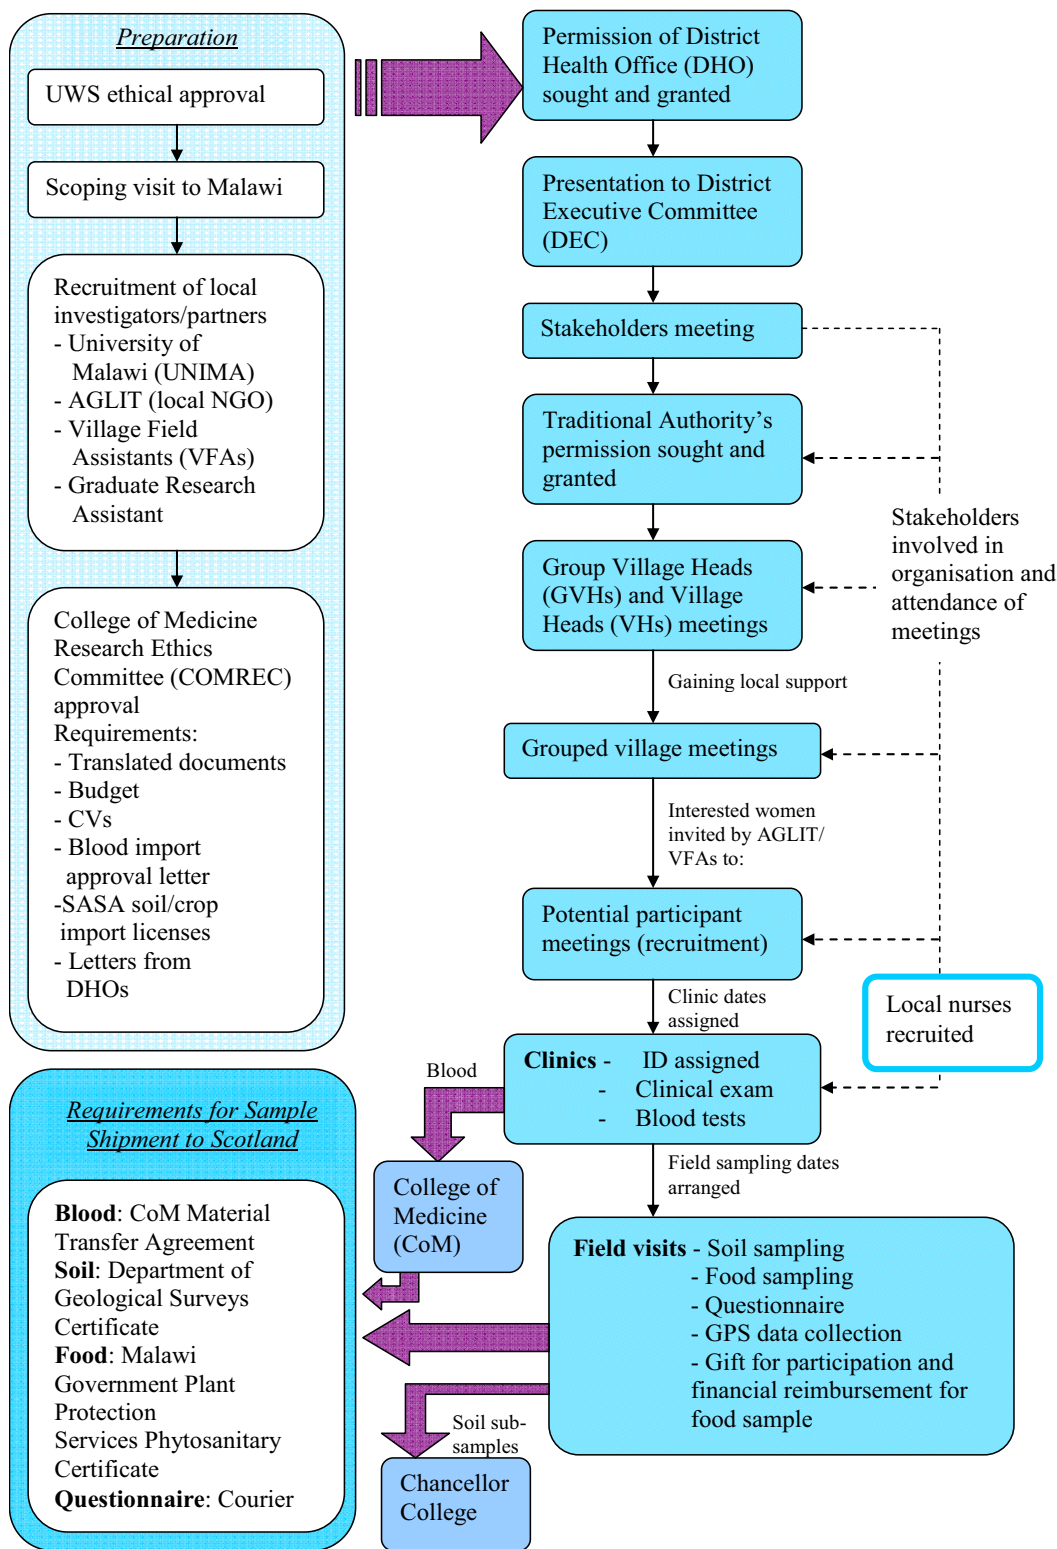 Preparation
UWS ethical approval
Scoping visit to Malawi
Recruitment of local
investigators/partners
- University of
Malawi (UNIMA)
- AGLIT (local NGO)
- Village Field
Assistants (VFAs)
- Graduate Research
Assistant
College of Medicine
Research Ethics
Committee (COMREC)
approval
Requirements:
- Translated documents
- Budget
- CVs
- Blood import
approval letter
-SASA soil/crop
import licenses
- Letters from
DHOs
Permission of District
Health Office (DHO)
sought and granted
Presentation to District
Executive Committee
(DEC)
Stakeholders meeting
Traditional Authority's
permission sought and
granted
Group Village Heads
(GVHs) and Village
Heads (VHs) meetings
Gaining local support
Grouped village meetings
Interested women
invited by AGLIT/
VFAs to:
Potential participant
meetings (recruitment)
Clinic dates
assigned
Clinics - ID assigned
- Clinical exam
- Blood tests
Field sampling dates
arranged
Field visits - Soil sampling
- Food sampling
- Questionnaire
- GPS data collection
- Gift for participation and
financial reimbursement for
food sample
Stakeholders
involved in
organisation and
attendance of
meetings
Local nurses
recruited
Blood
College of
Medicine
(CoM)
Soil sub-
samples
Chancellor
College
Requirements for Sample
Shipment to Scotland
Blood: CoM Material
Transfer Agreement
Soil: Department of
Geological Surveys
Certificate
Food: Malawi
Government Plant
Protection
Services Phytosanitary
Certificate
Questionnaire: Courier